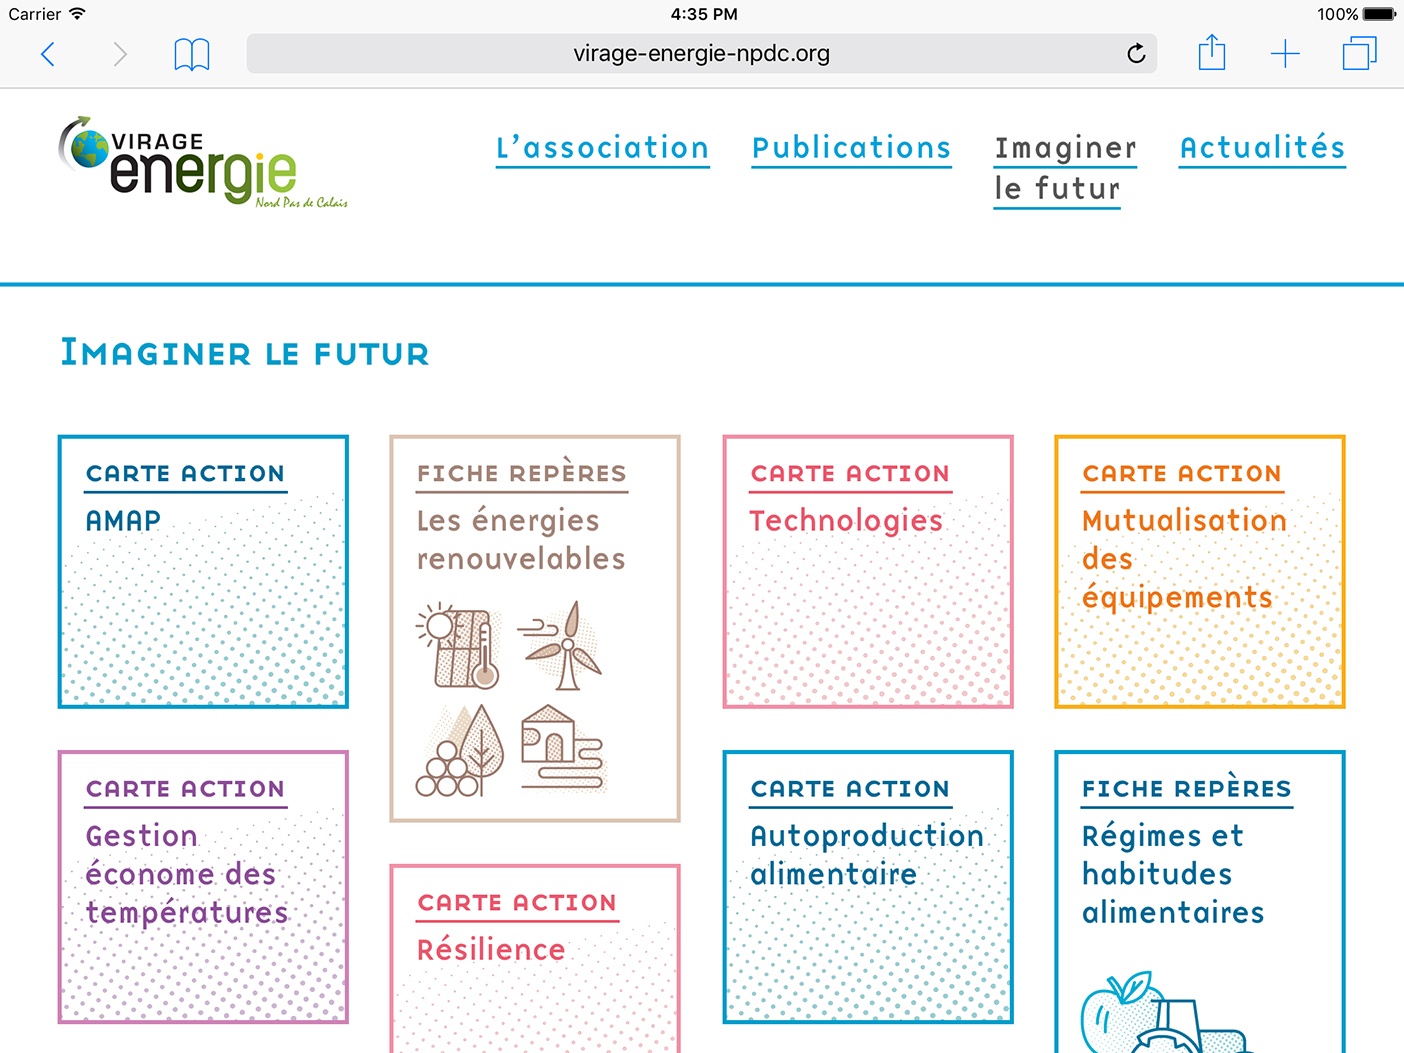 Carrier
4:35 PM
100%
virage-energie-npdc.org
VIRAGE
energie
Nord Pas de Calais
L’association
Publications
Imaginer
le futur
Actualités
Imaginer le futur
CARTE ACTION
AMAP
FICHE REPÈRES
Les énergies
renouvelables
CARTE ACTION
Technologies
CARTE ACTION
Mutualisation
des
équipements
CARTE ACTION
Gestion
économe des
températures
CARTE ACTION
Résilience
CARTE ACTION
Autoproduction
alimentaire
FICHE REPÈRES
Régimes et
habitudes
alimentaires